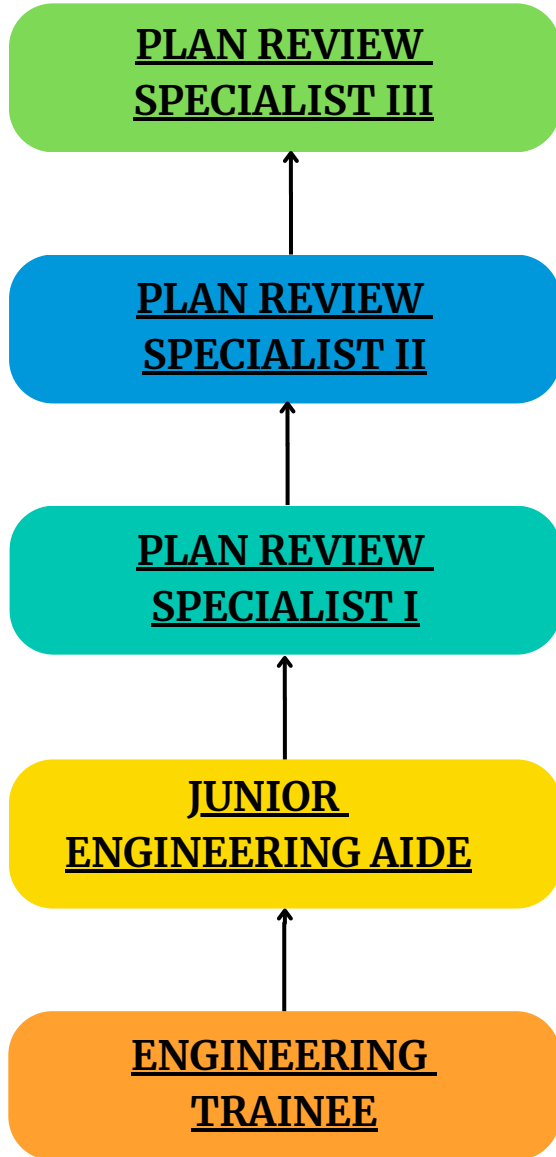 PLAN REVIEW
SPECIALIST III
PLAN REVIEW
SPECIALIST II
PLAN REVIEW
SPECIALIST I
JUNIOR
ENGINEERING AIDE
ENGINEERING
TRAINEE